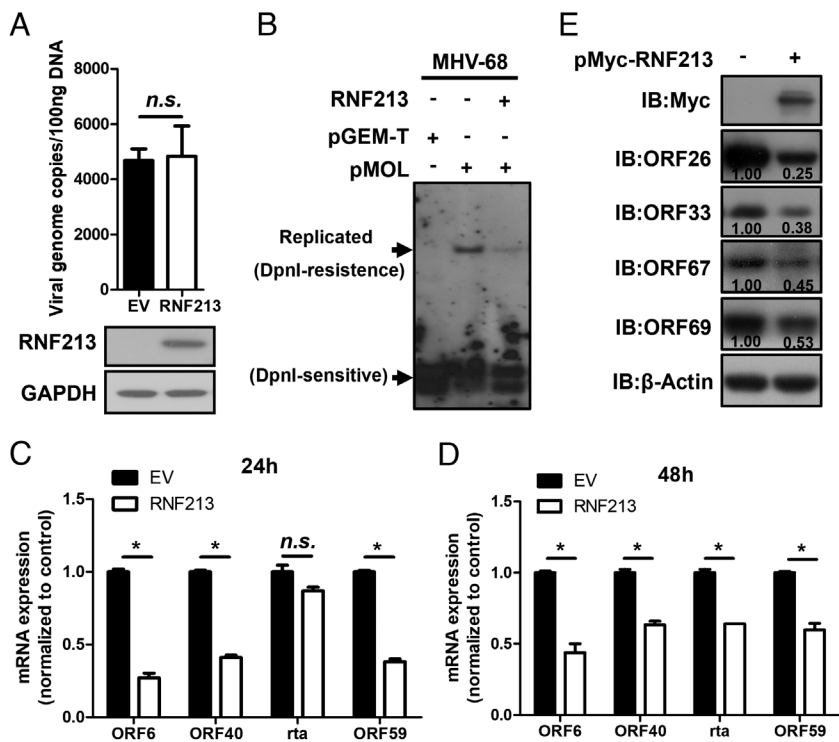 A
Viral genome copies/100ng DNA
8000
6000
4000
2000
0
n.s.
EV RNF213
RNF213
GAPDH
B
MHV-68
RNF213 - - +
pGEM-T + - -
pMOL - + +
Replicated
(DpnI-resistence)
(DpnI-sensitive)
E
pMyc-RNF213 - +
IB:Myc
IB:ORF26
1.00 0.25
IB:ORF33
1.00 0.38
IB:ORF67
1.00 0.45
IB:ORF69
1.00 0.53
IB:β-Actin
C
24h
EV
RNF213
mRNA expression
(normalized to control)
1.5
1.0
0.5
0.0
* * n.s. *
ORF6 ORF40 rta ORF59
D
48h
EV
RNF213
mRNA expression
(normalized to control)
1.5
1.0
0.5
0.0
* * * *
ORF6 ORF40 rta ORF59